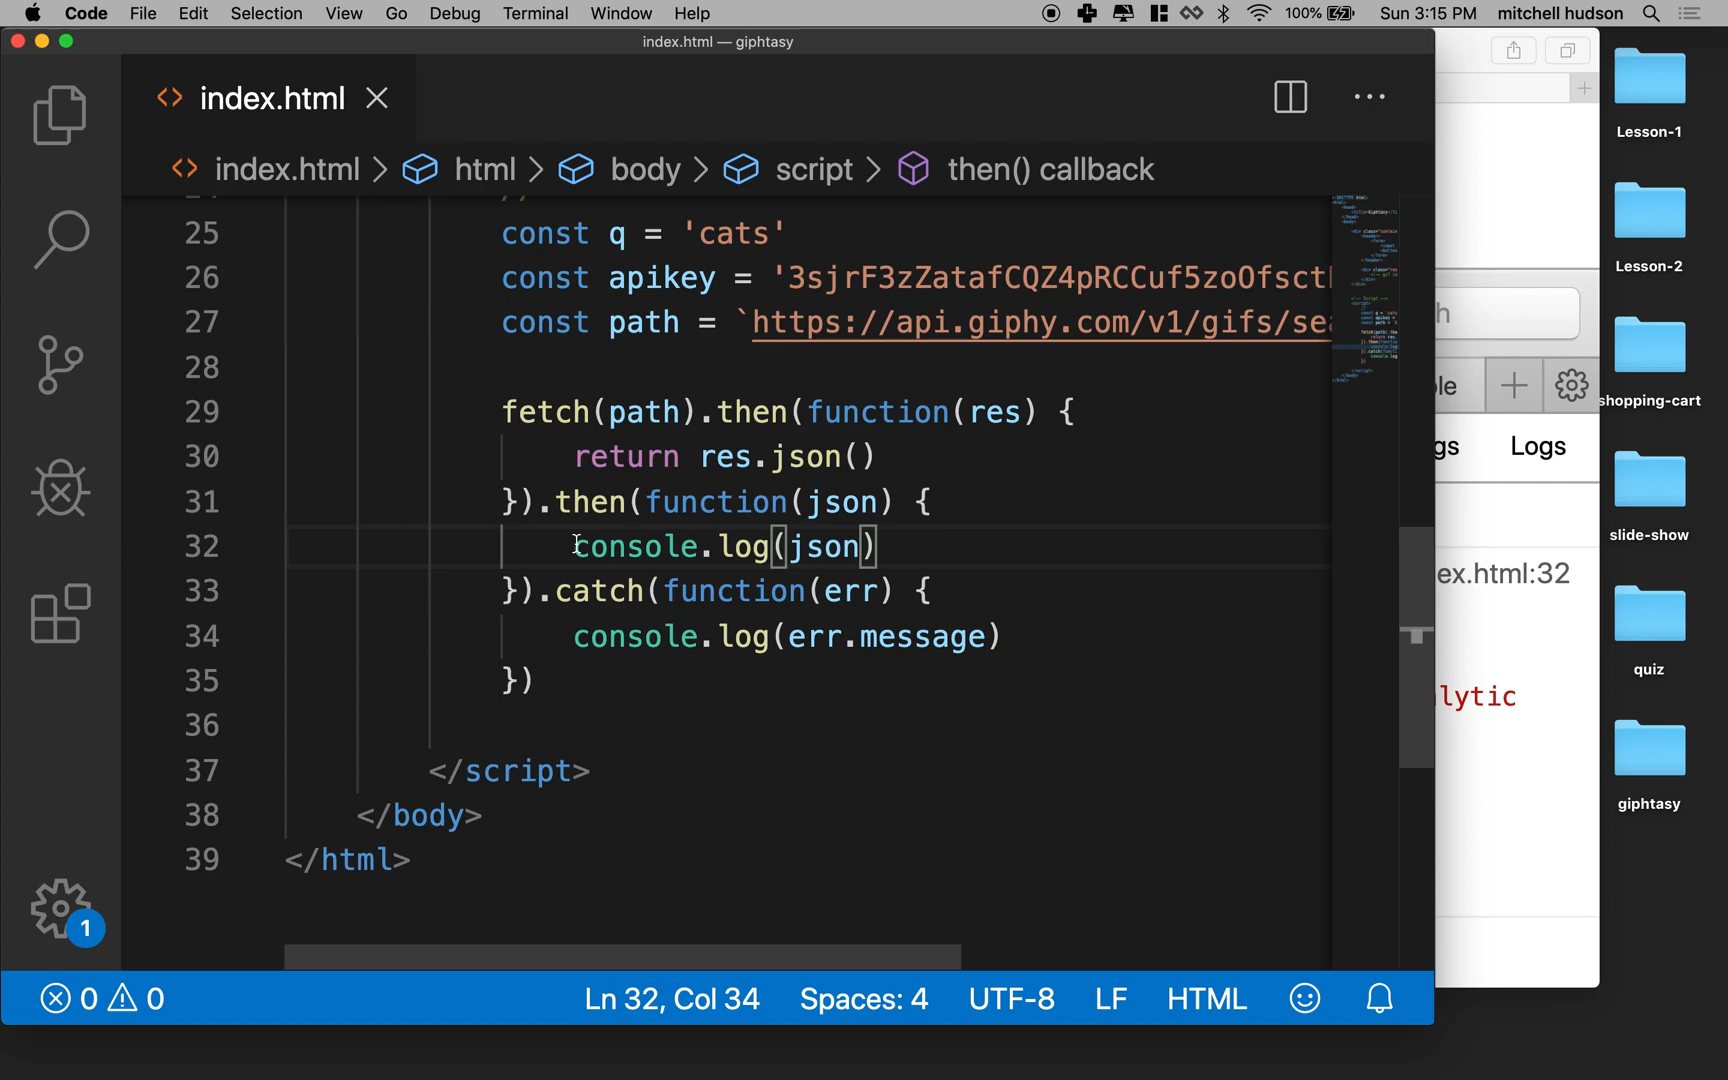 Code File Edit Selection View Go Debug Terminal Window Help 100% Sun 3:15 PM mitchell hudson
index.html — giphtasy
index.html
index.html > html > body > script > then() callback
25 const q = 'cats'
26 const apikey = '3sjrF3zZatafCQZ4pRCCuf5zoOfsct
27 const path = `https://api.giphy.com/v1/gifs/sea
28
29 fetch(path).then(function(res) {
30 return res.json()
31 }).then(function(json) {
32 console.log(json)
33 }).catch(function(err) {
34 console.log(err.message)
35 })
36
37 </script>
38 </body>
39 </html>
1
0 0 Ln 32, Col 34 Spaces: 4 UTF-8 LF HTML
h
le
gs Logs
ex.html:32
lytic
Lesson-1
Lesson-2
shopping-cart
slide-show
quiz
giphtasy